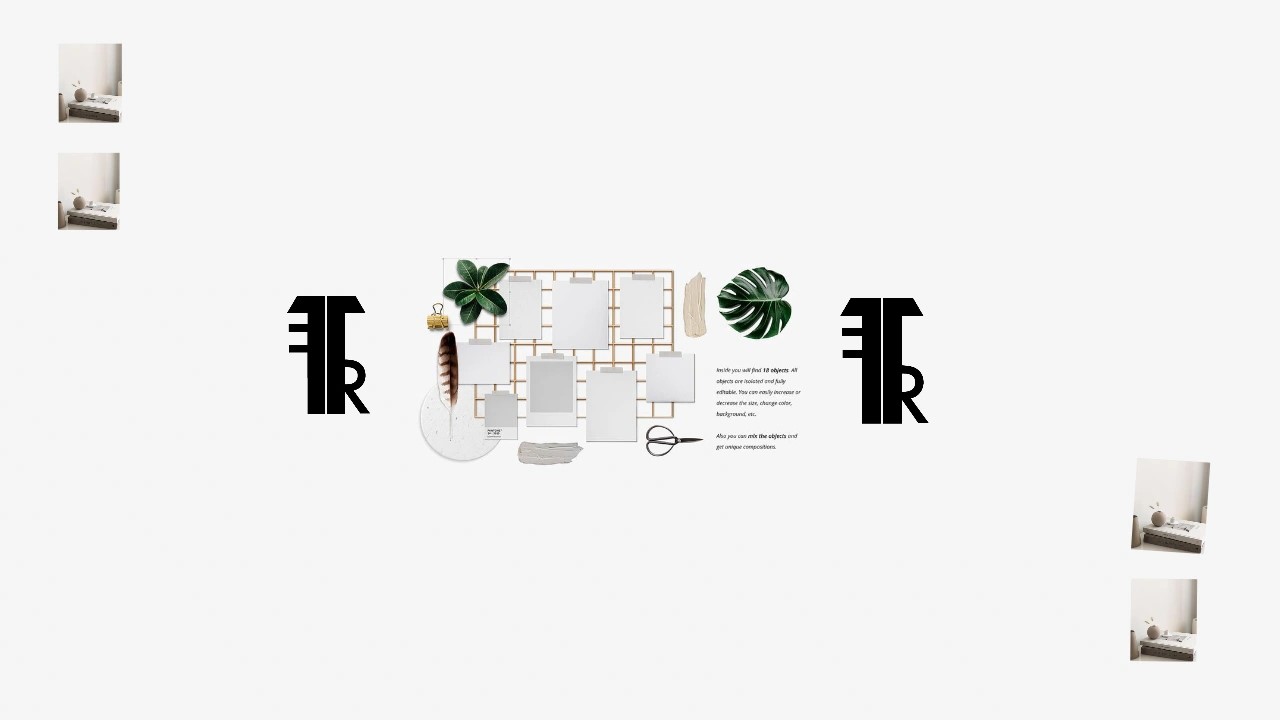 Inside you will find 18 objects. All
objects are isolated and fully
editable. You can easily increase or
decrease the size, change color,
background, etc.
Also you can mix the objects and
get unique compositions.